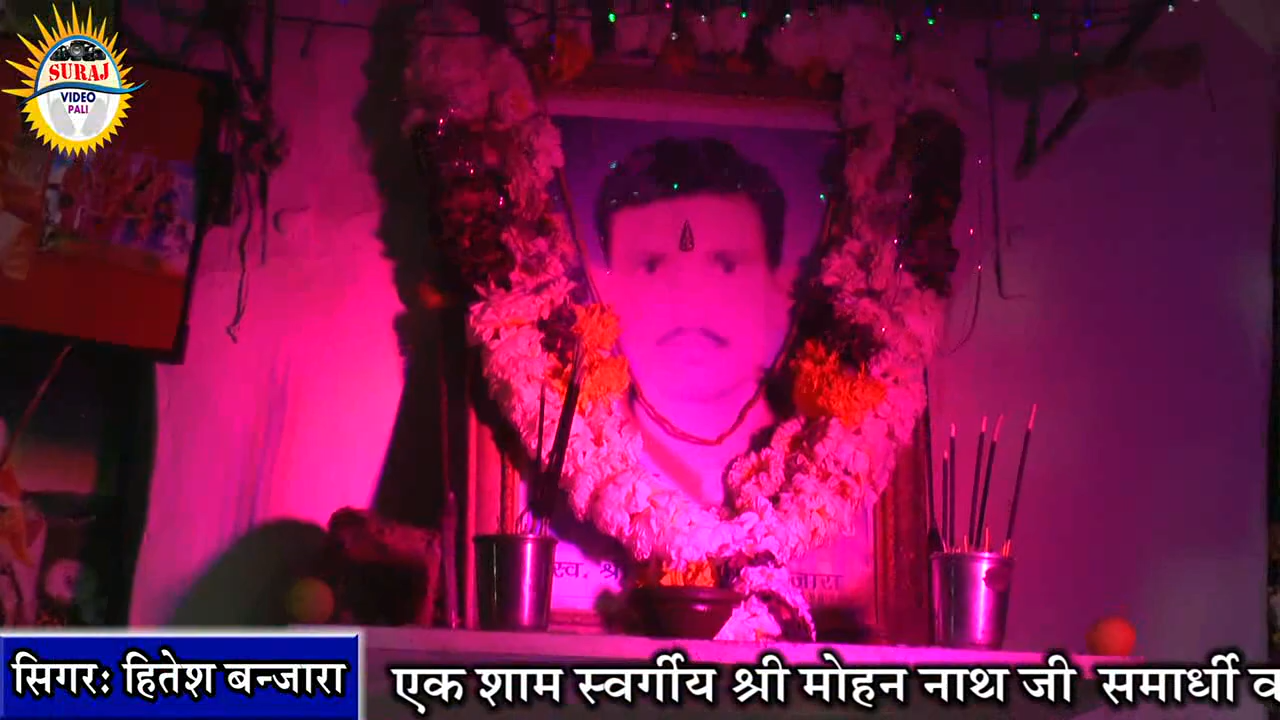 SURAJ
VIDEO
PALI
स्व. श्र
जारा
सिगरः हितेश बन्जारा
एक शाम स्वर्गीय श्री मोहन नाथ जी समार्धी व